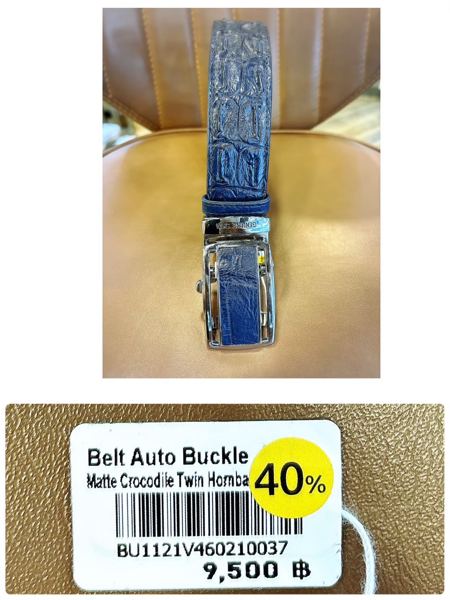 Belt Auto Buckle
Matte Crocodile Twin Hornba
40%
BU1121V460210037
9,500 ฿